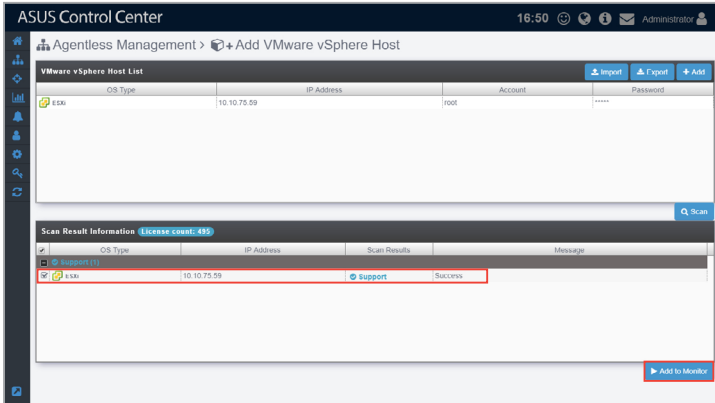 ASUS Control Center
16:50
Administrator
Agentless Management > + Add VMware vSphere Host
VMware vSphere Host List
Import
Export
+ Add
OS Type IP Address Account Password
ESXi 10.10.75.59 root *****
Scan
Scan Result Information License count: 495
OS Type IP Address Scan Results Message
Support (1)
ESXi 10.10.75.59 Support Success
Add to Monitor